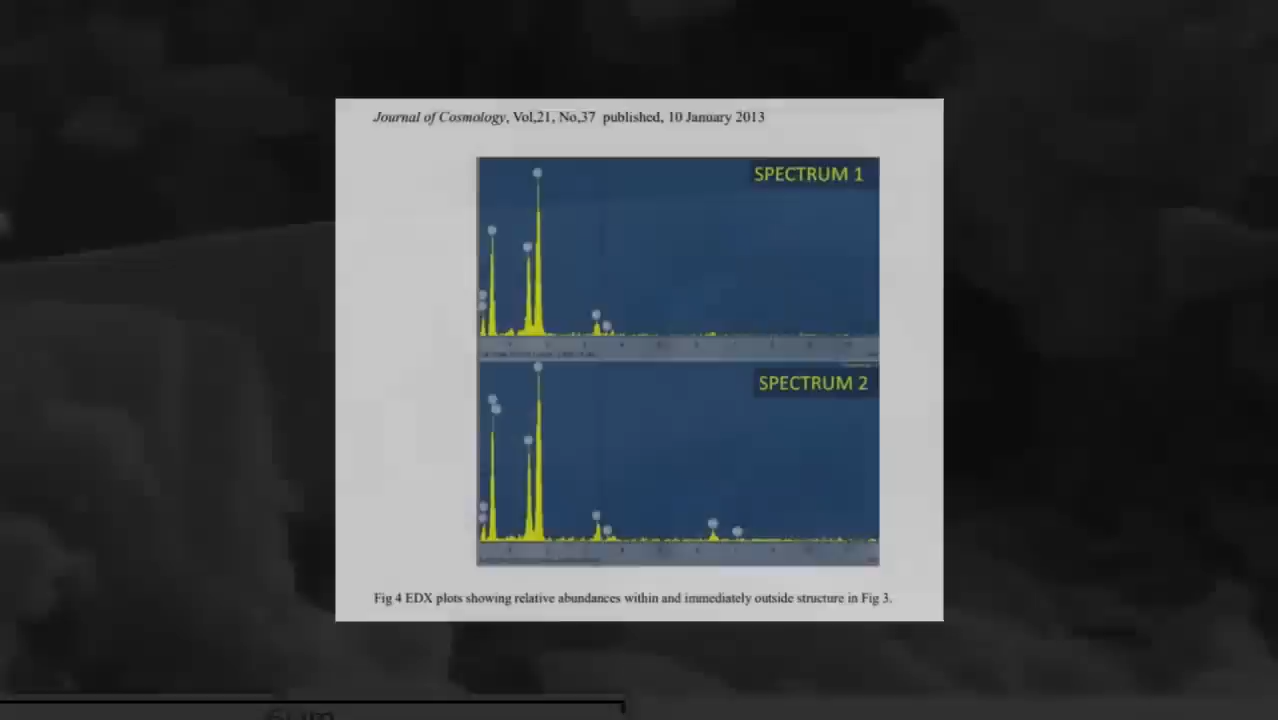 Journal of Cosmology, Vol,21, No,37 published, 10 January 2013
SPECTRUM 1
SPECTRUM 2
Fig 4 EDX plots showing relative abundances within and immediately outside structure in Fig 3.